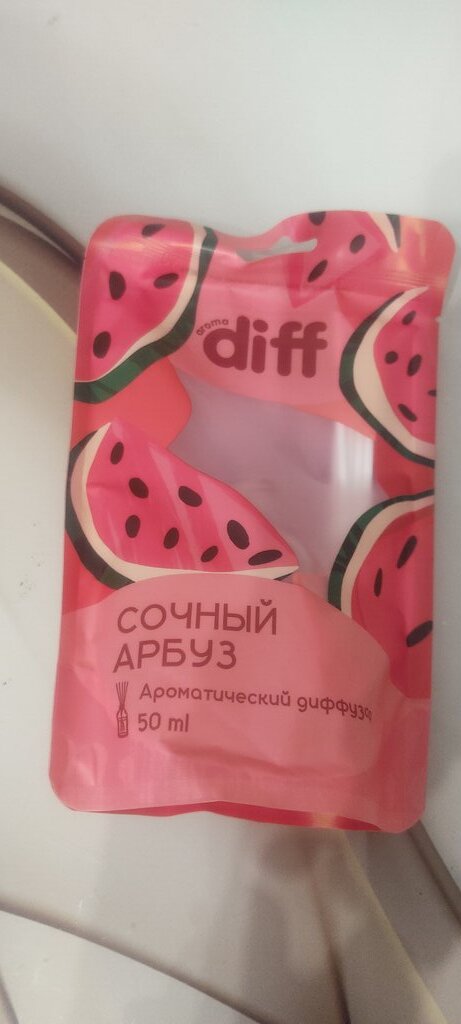 aroma
diff
СОЧНЫЙ
АРБУЗ
Ароматический диффузор
50 ml